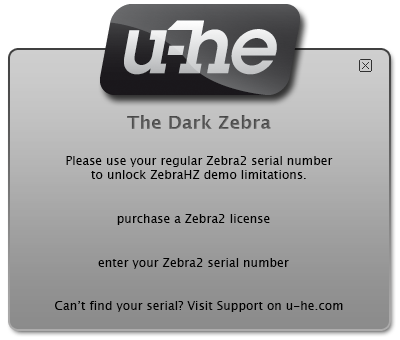 u-he
The Dark Zebra
Please use your regular Zebra2 serial number
to unlock ZebraHZ demo limitations.
purchase a Zebra2 license
enter your Zebra2 serial number
Can't find your serial? Visit Support on u-he.com